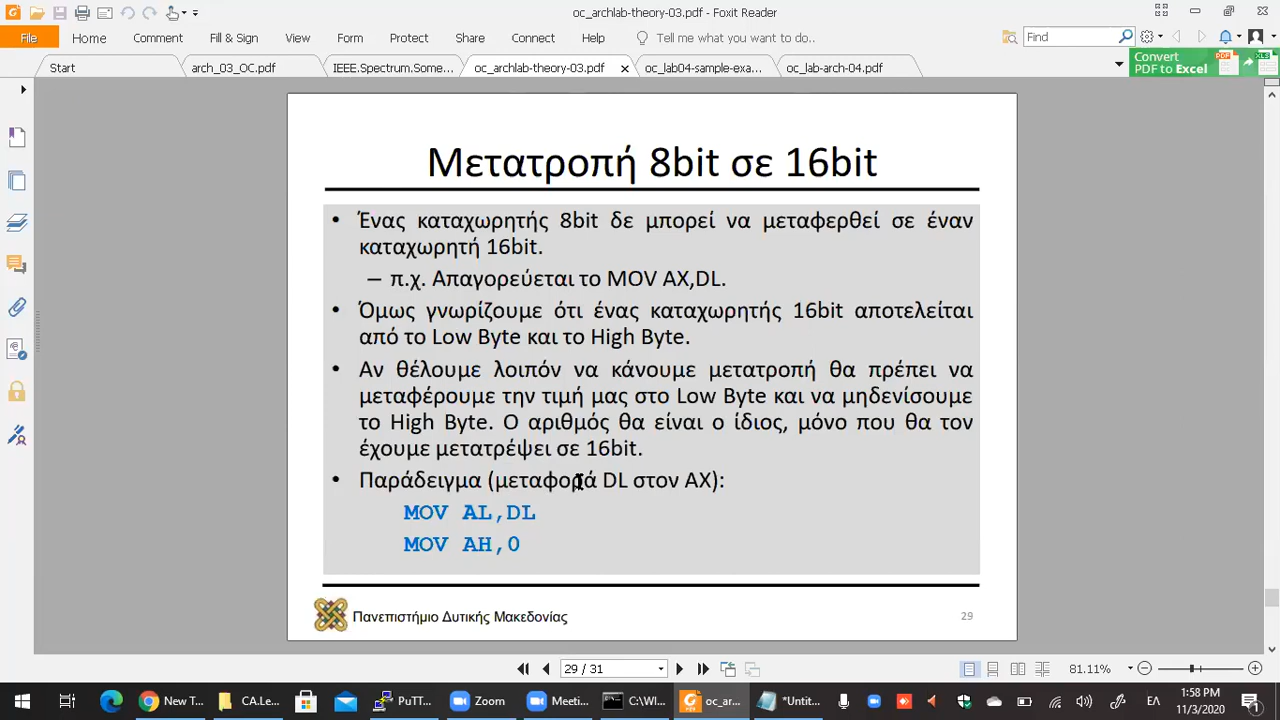 oc_archlab-theory-03.pdf - Foxit Reader
File Home Comment Fill & Sign View Form Protect Share Connect Help Tell me what you want to do.. Find
Start arch_03_OC.pdf IEEE.Spectrum.Some... oc_archlab-theory-03.pdf oc_lab04-sample-exa... oc_lab-arch-04.pdf
Convert
PDF to Excel
Μετατροπή 8bit σε 16bit
• Ένας καταχωρητής 8bit δε μπορεί να μεταφερθεί σε έναν
καταχωρητή 16bit.
– π.χ. Απαγορεύεται το MOV AX,DL.
• Όμως γνωρίζουμε ότι ένας καταχωρητής 16bit αποτελείται
από το Low Byte και το High Byte.
• Αν θέλουμε λοιπόν να κάνουμε μετατροπή θα πρέπει να
μεταφέρουμε την τιμή μας στο Low Byte και να μηδενίσουμε
το High Byte. Ο αριθμός θα είναι ο ίδιος, μόνο που θα τον
έχουμε μετατρέψει σε 16bit.
• Παράδειγμα (μεταφορά DL στον AX):
MOV AL,DL
MOV AH,0
Πανεπιστήμιο Δυτικής Μακεδονίας
29
29 / 31
81.11%
New T... CA.Le... PuTT... Zoom Meeti... C:\WI... oc_ar... *Untit... ΕΛ
1:58 PM
11/3/2020